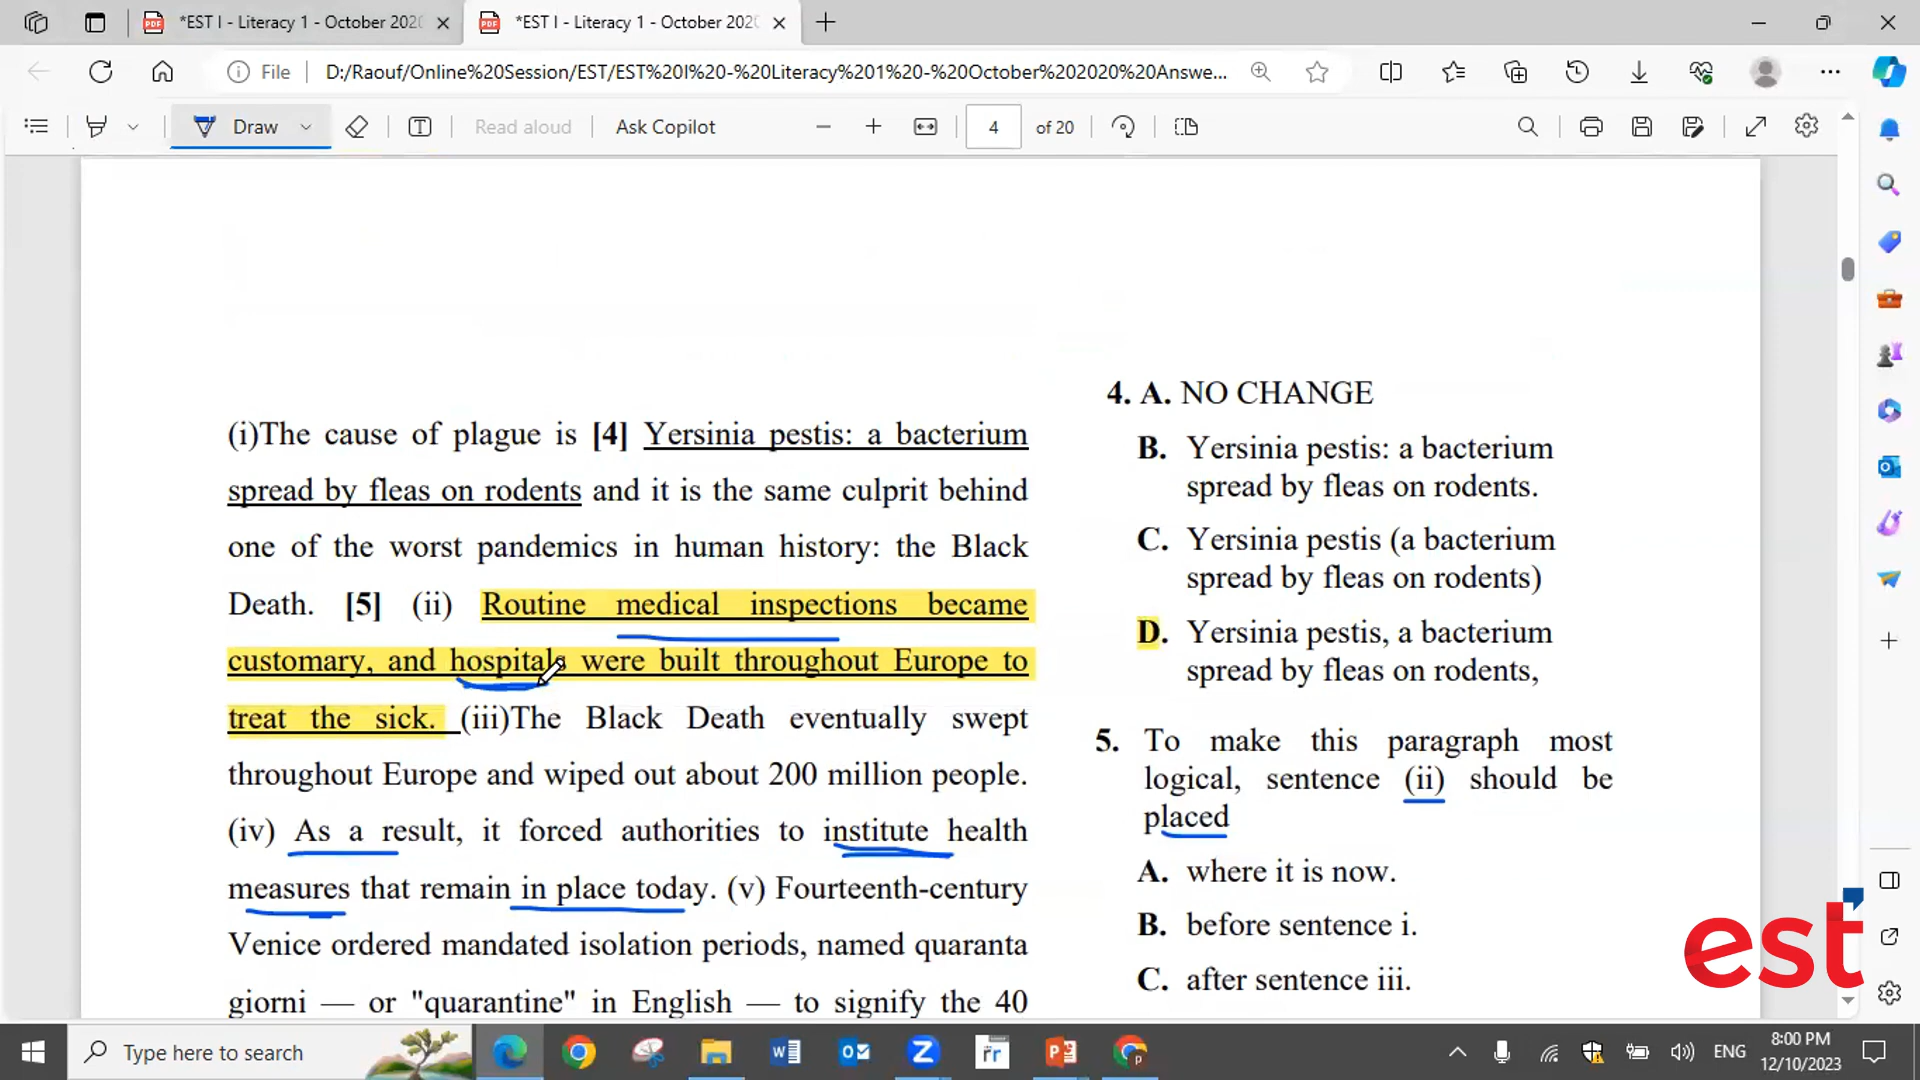 *EST I - Literacy 1 - October 202
*EST I - Literacy 1 - October 202
File D:/Raouf/Online%20Session/EST/EST%20I%20-%20Literacy%201%20-%20October%202020%20Answe...
Draw Read aloud Ask Copilot 4 of 20
(i)The cause of plague is [4] Yersinia pestis: a bacterium
spread by fleas on rodents and it is the same culprit behind
one of the worst pandemics in human history: the Black
Death. [5] (ii) Routine medical inspections became
customary, and hospitals were built throughout Europe to
treat the sick. (iii)The Black Death eventually swept
throughout Europe and wiped out about 200 million people.
(iv) As a result, it forced authorities to institute health
measures that remain in place today. (v) Fourteenth-century
Venice ordered mandated isolation periods, named quaranta
giorni — or "quarantine" in English — to signify the 40
4. A. NO CHANGE
B. Yersinia pestis: a bacterium
spread by fleas on rodents.
C. Yersinia pestis (a bacterium
spread by fleas on rodents)
D. Yersinia pestis, a bacterium
spread by fleas on rodents,
5. To make this paragraph most
logical, sentence (ii) should be
placed
A. where it is now.
B. before sentence i.
C. after sentence iii.
est
Type here to search
ENG
8:00 PM
12/10/2023